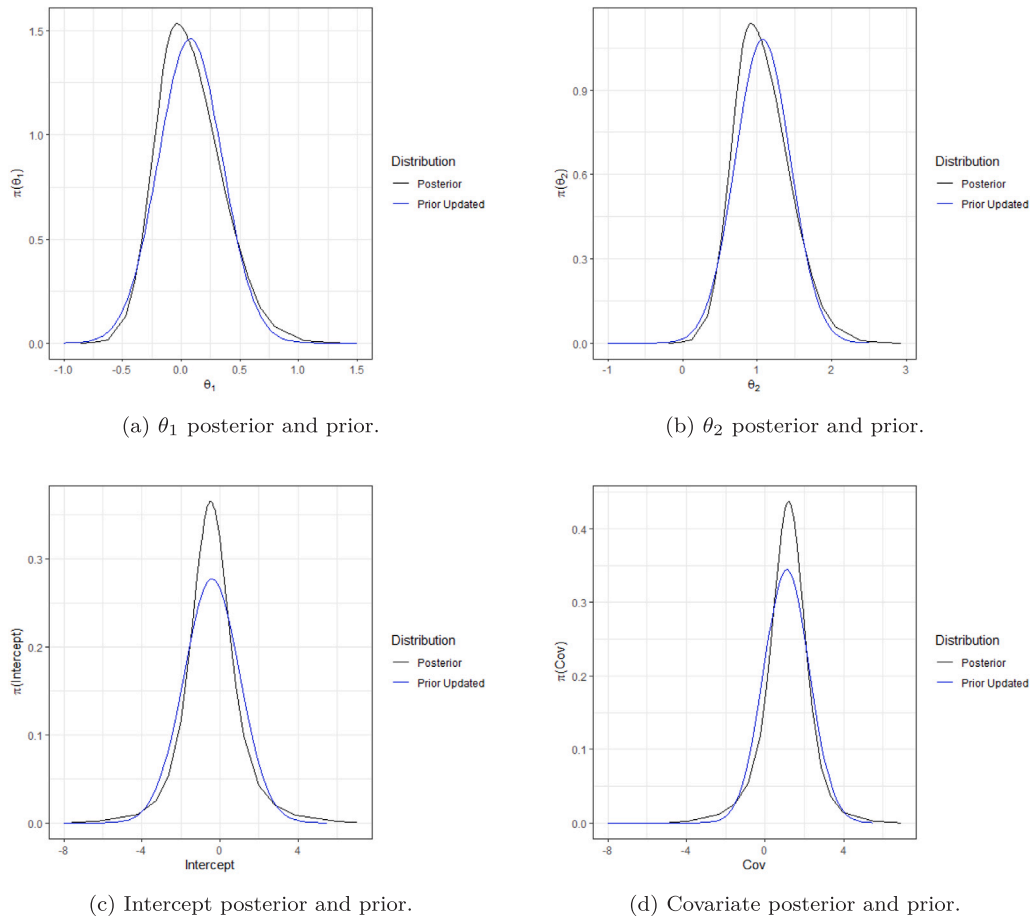 1.5
1.0
0.5
0.0
π(θ1)
-1.0 -0.5 0.0 0.5 1.0 1.5
θ1
Distribution
Posterior
Prior Updated
(a) θ1 posterior and prior.
0.9
0.6
0.3
0.0
π(θ2)
-1 0 1 2 3
θ2
Distribution
Posterior
Prior Updated
(b) θ2 posterior and prior.
0.3
0.2
0.1
0.0
π(Intercept)
-8 -4 0 4
Intercept
Distribution
Posterior
Prior Updated
(c) Intercept posterior and prior.
0.4
0.3
0.2
0.1
0.0
π(Cov)
-8 -4 0 4
Cov
Distribution
Posterior
Prior Updated
(d) Covariate posterior and prior.